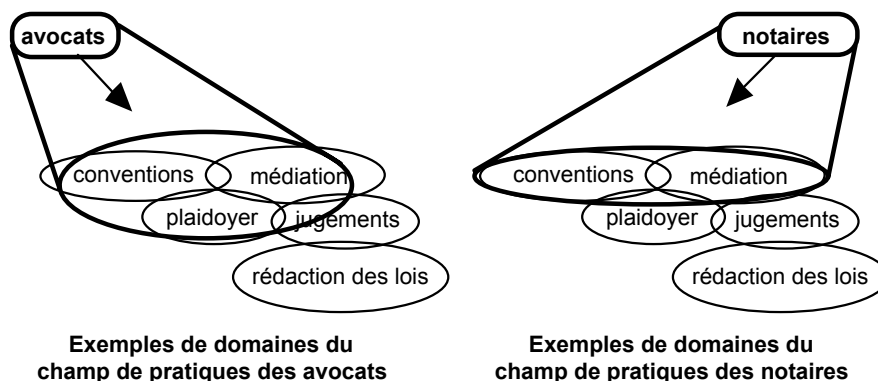 avocats
conventions
médiation
plaidoyer
jugements
rédaction des lois
Exemples de domaines du
champ de pratiques des avocats
notaires
conventions
médiation
plaidoyer
jugements
rédaction des lois
Exemples de domaines du
champ de pratiques des notaires